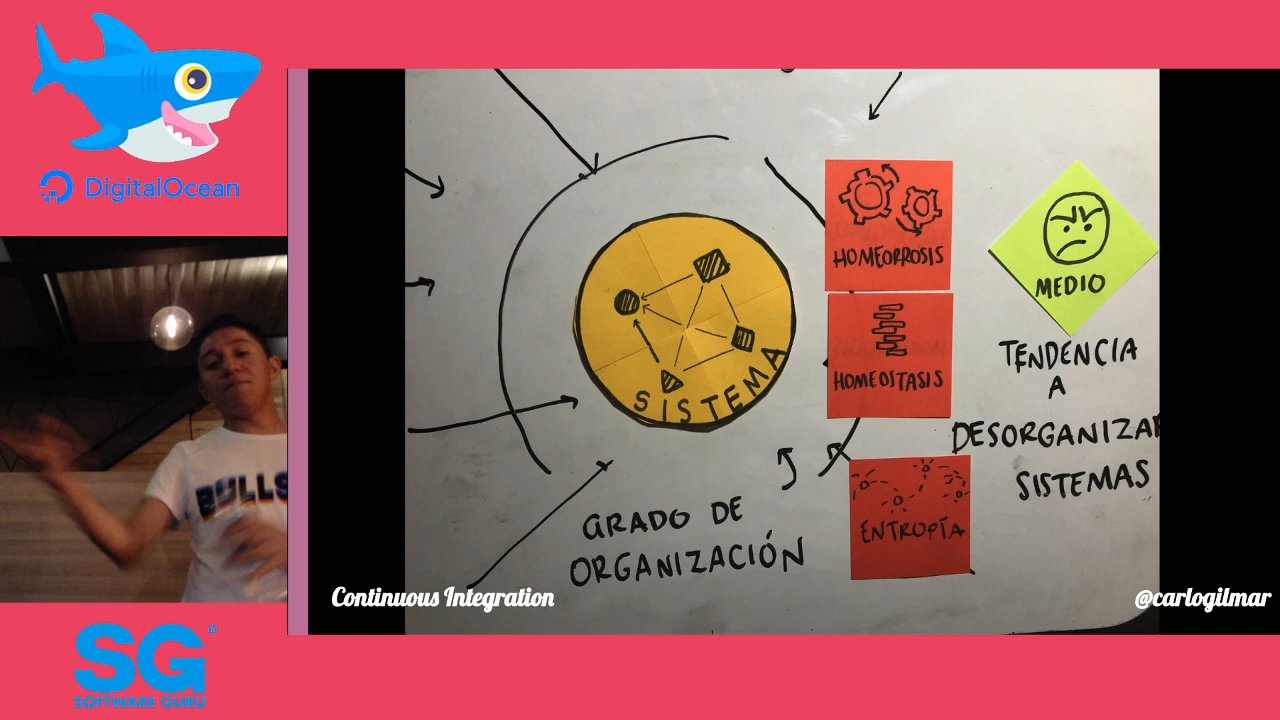 DigitalOcean
BULLS
SG
SOFTWARE GURU
HOMEORROSIS
HOMEOSTASIS
ENTROPÍA
MEDIO
TENDENCIA
A
DESORGANIZAR
SISTEMAS
SISTEMA
GRADO DE
ORGANIZACIÓN
Continuous Integration
@carlogilmar